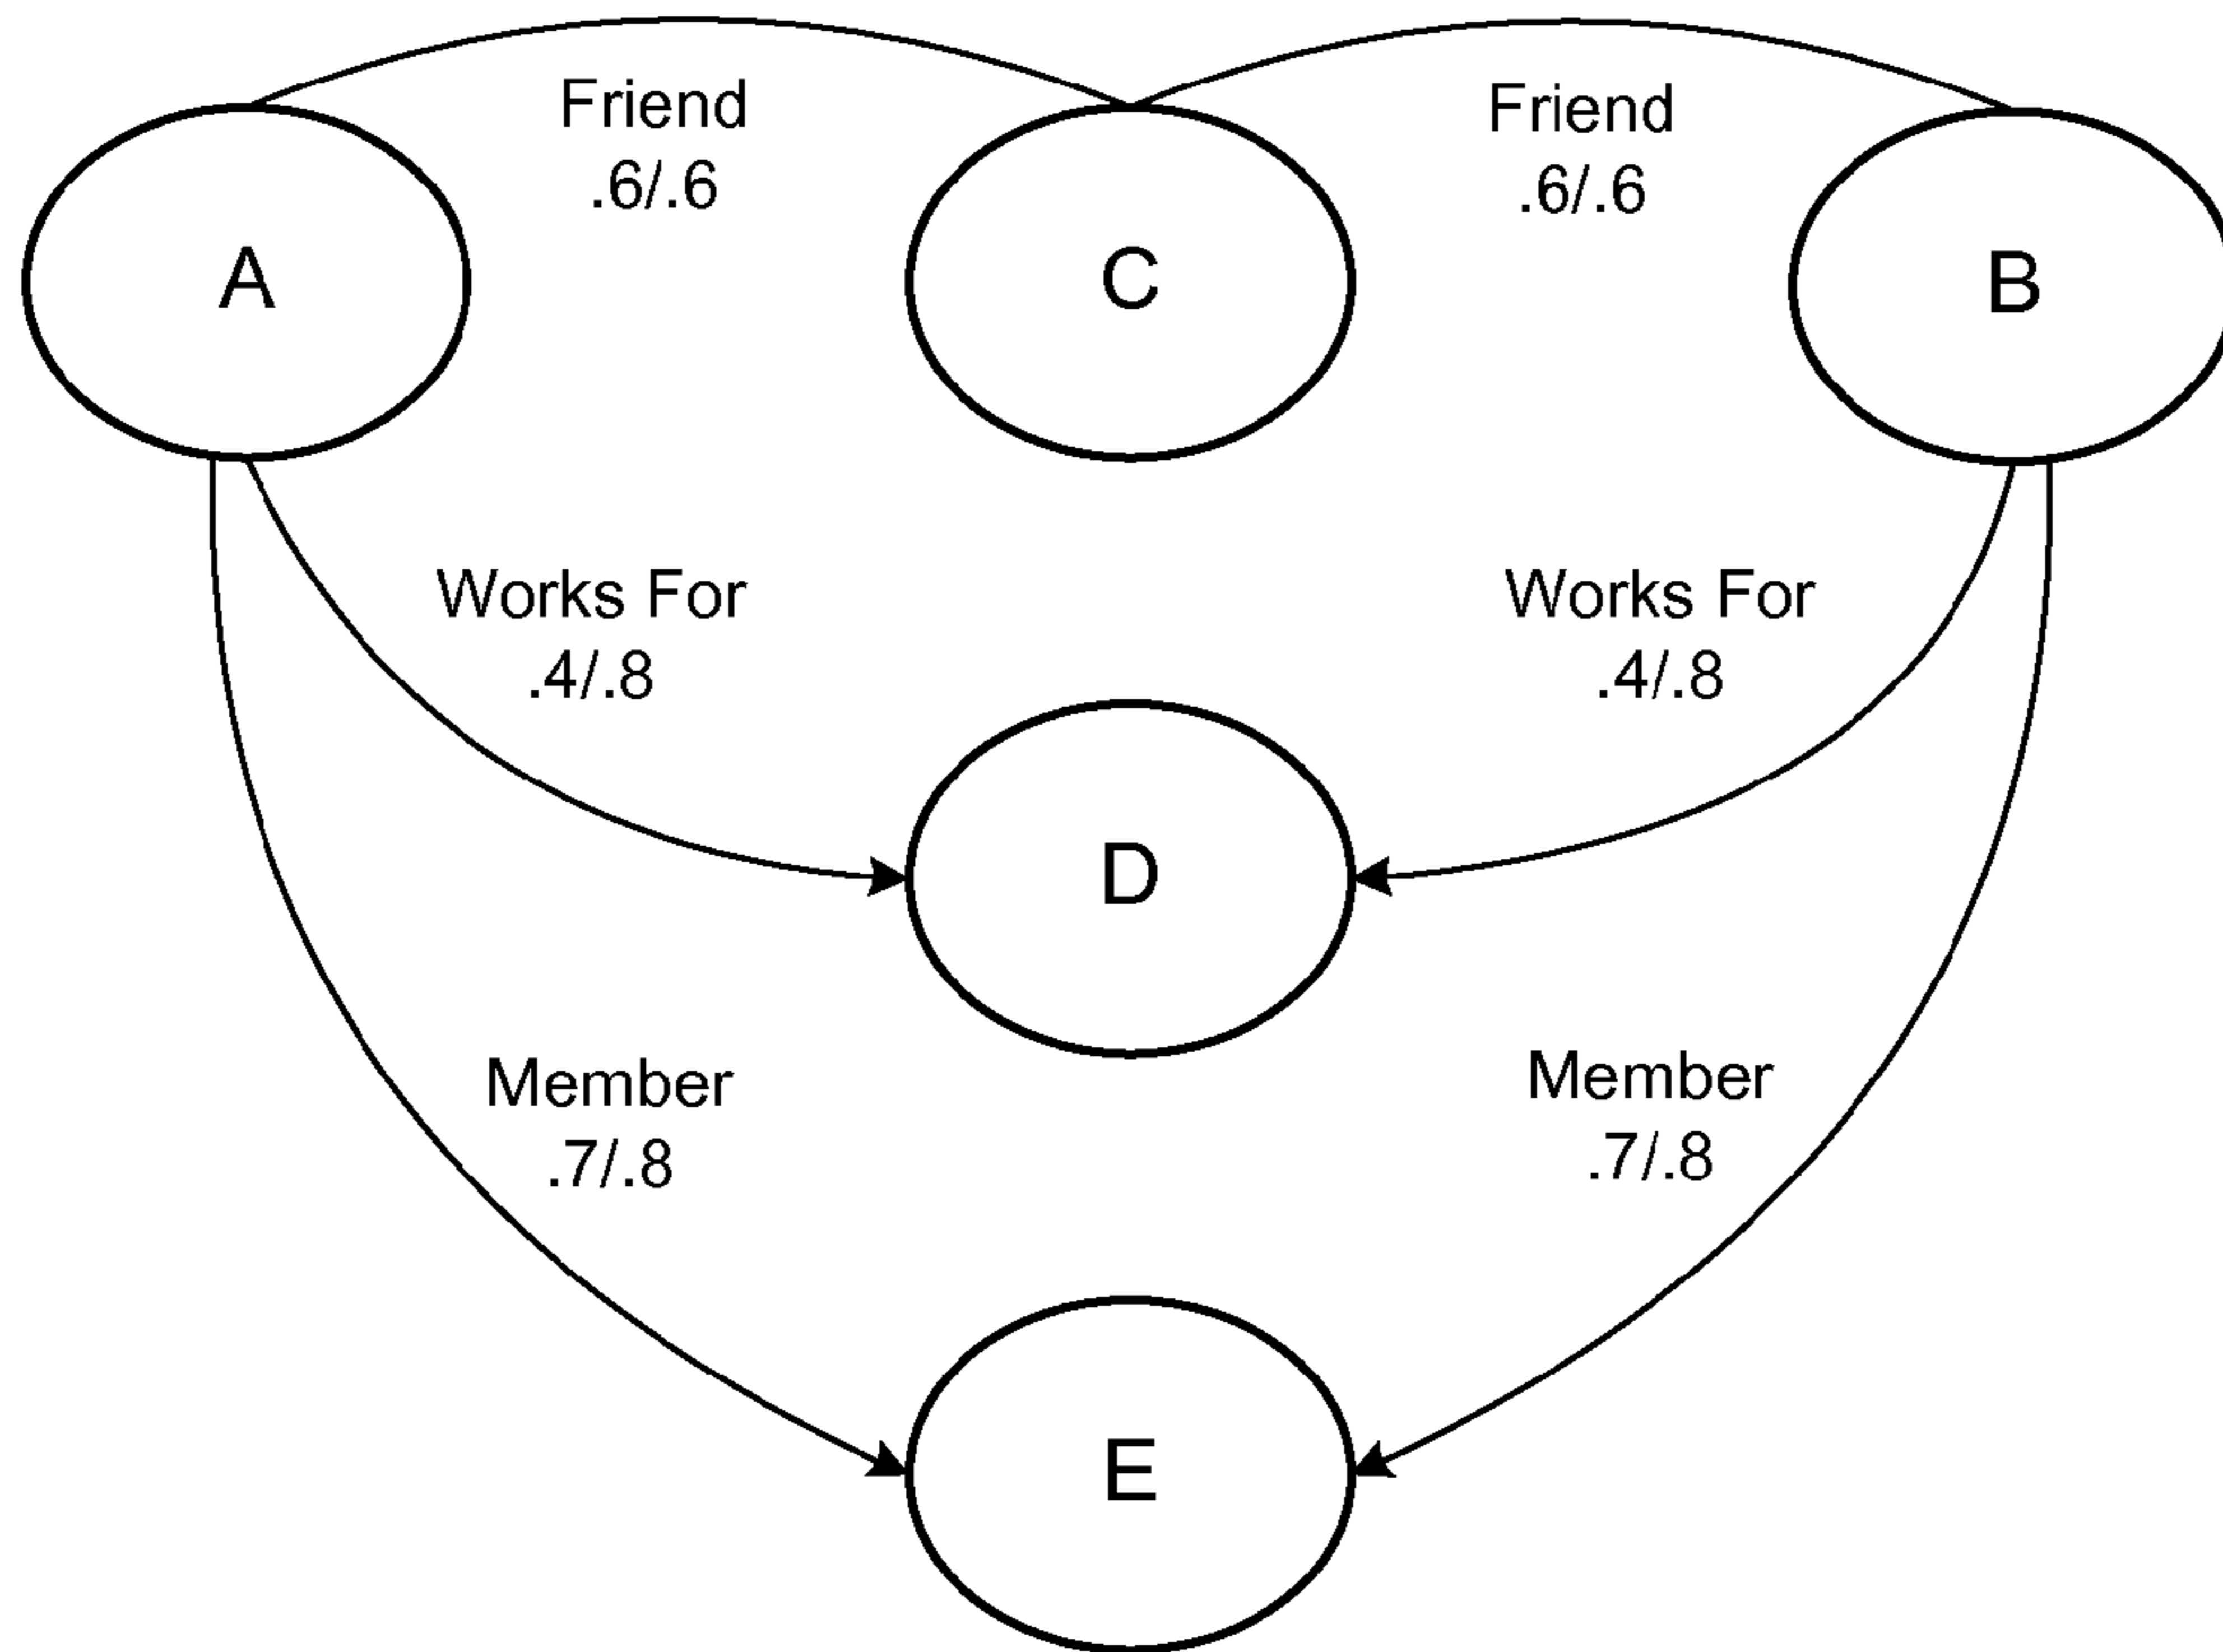 Friend
.6/.6
Friend
.6/.6
A
C
B
Works For
.4/.8
Works For
.4/.8
D
Member
.7/.8
Member
.7/.8
E